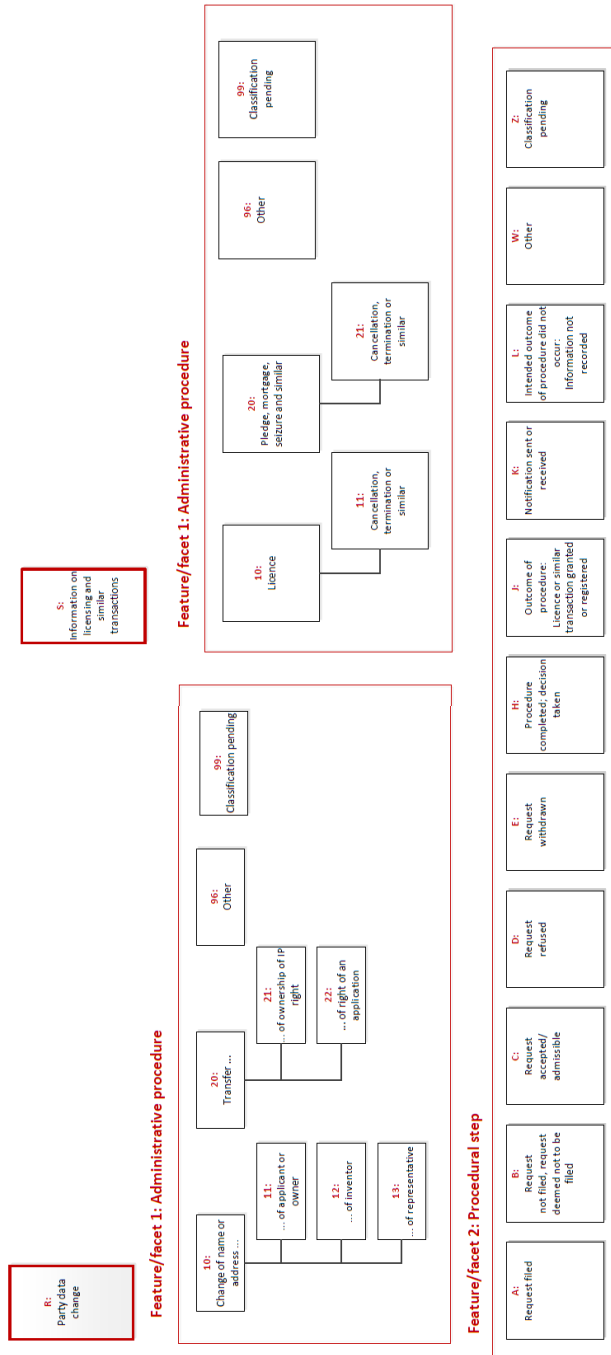 R:
Party data
change
S:
Information on
licensing and
similar
transactions
Feature/facet 1: Administrative procedure
10:
Change of name or
address ...
11:
... of applicant or
owner
12:
... of inventor
13:
... of representative
20:
Transfer ...
21:
... of ownership of IP
right
22:
... of right of an
application
96:
Other
99:
Classification pending
Feature/facet 1: Administrative procedure
10:
Licence
11:
Cancellation,
termination or
similar
20:
Pledge, mortgage,
seizure and similar
21:
Cancellation,
termination or
similar
96:
Other
99:
Classification
pending
Feature/facet 2: Procedural step
A:
Request filed
B:
Request
not filed, request
deemed not to be
filed
C:
Request
accepted/
admissible
D:
Request
refused
E:
Request
withdrawn
H:
Procedure
completed; decision
taken
J:
Outcome of
procedure:
Licence or similar
transaction granted
or registered
K:
Notification sent or
received
L:
Intended outcome
of procedure did not
occur:
Information not
recorded
W:
Other
Z:
Classification
pending